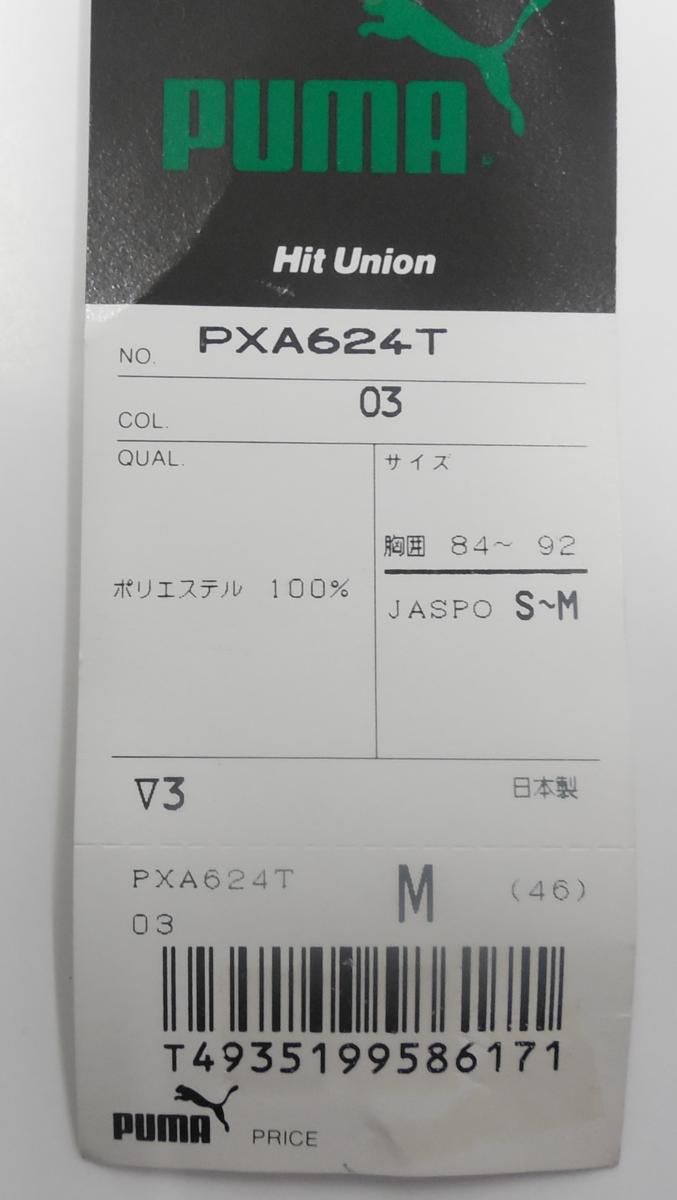 PUMA
Hit Union
NO. PXA624T
COL. 03
QUAL.
サイズ
胸囲 84~ 92
ポリエステル 100%
JASPO S~M
▽3
日本製
PXA624T M (46)
03
T4935199586171
PUMA PRICE